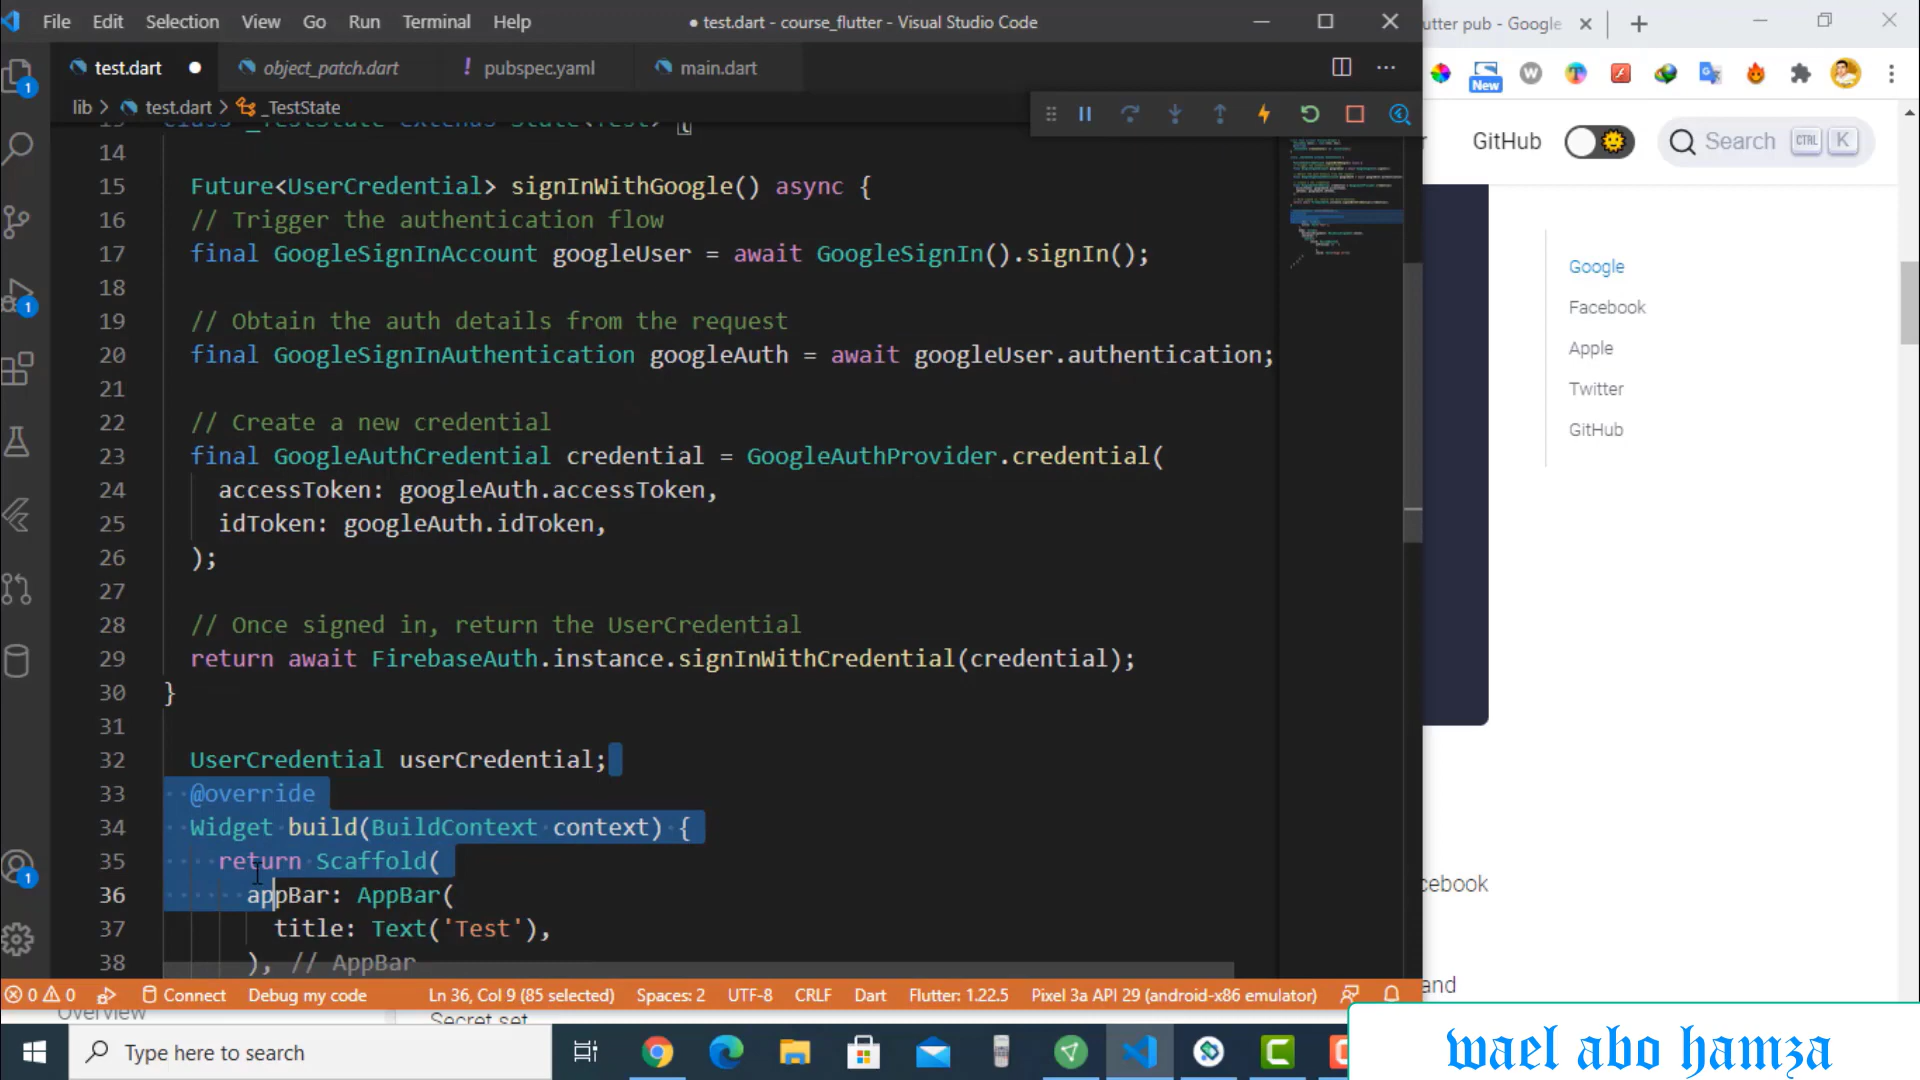 File Edit Selection View Go Run Terminal Help
● test.dart - course_flutter - Visual Studio Code
utter pub - Google
test.dart object_patch.dart pubspec.yaml main.dart
New
lib > test.dart > _TestState
GitHub
Search CTRL K
14
15 Future<UserCredential> signInWithGoogle() async {
16 // Trigger the authentication flow
17 final GoogleSignInAccount googleUser = await GoogleSignIn().signIn();
18
19 // Obtain the auth details from the request
20 final GoogleSignInAuthentication googleAuth = await googleUser.authentication;
21
22 // Create a new credential
23 final GoogleAuthCredential credential = GoogleAuthProvider.credential(
24 accessToken: googleAuth.accessToken,
25 idToken: googleAuth.idToken,
26 );
27
28 // Once signed in, return the UserCredential
29 return await FirebaseAuth.instance.signInWithCredential(credential);
30 }
31
32 UserCredential userCredential;
33 @override
34 Widget build(BuildContext context) {
35 return Scaffold(
36 appBar: AppBar(
37 title: Text('Test'),
38 ), // AppBar
Google
Facebook
Apple
Twitter
GitHub
cebook
and
0 0 Connect Debug my code Ln 36, Col 9 (85 selected) Spaces: 2 UTF-8 CRLF Dart Flutter: 1.22.5 Pixel 3a API 29 (android-x86 emulator)
Overview
Secret set
Type here to search
wael abo hamza